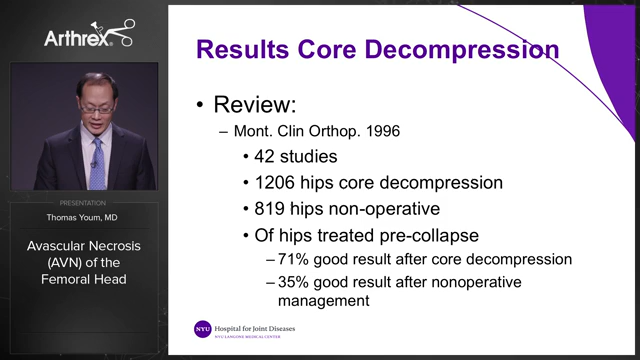 Arthrex
PRESENTATION
Thomas Youm, MD
Avascular Necrosis
(AVN) of the
Femoral Head
Results Core Decompression
• Review:
– Mont. Clin Orthop. 1996
• 42 studies
• 1206 hips core decompression
• 819 hips non-operative
• Of hips treated pre-collapse
– 71% good result after core decompression
– 35% good result after nonoperative
management
NYU Hospital for Joint Diseases
NYU LANGONE MEDICAL CENTER